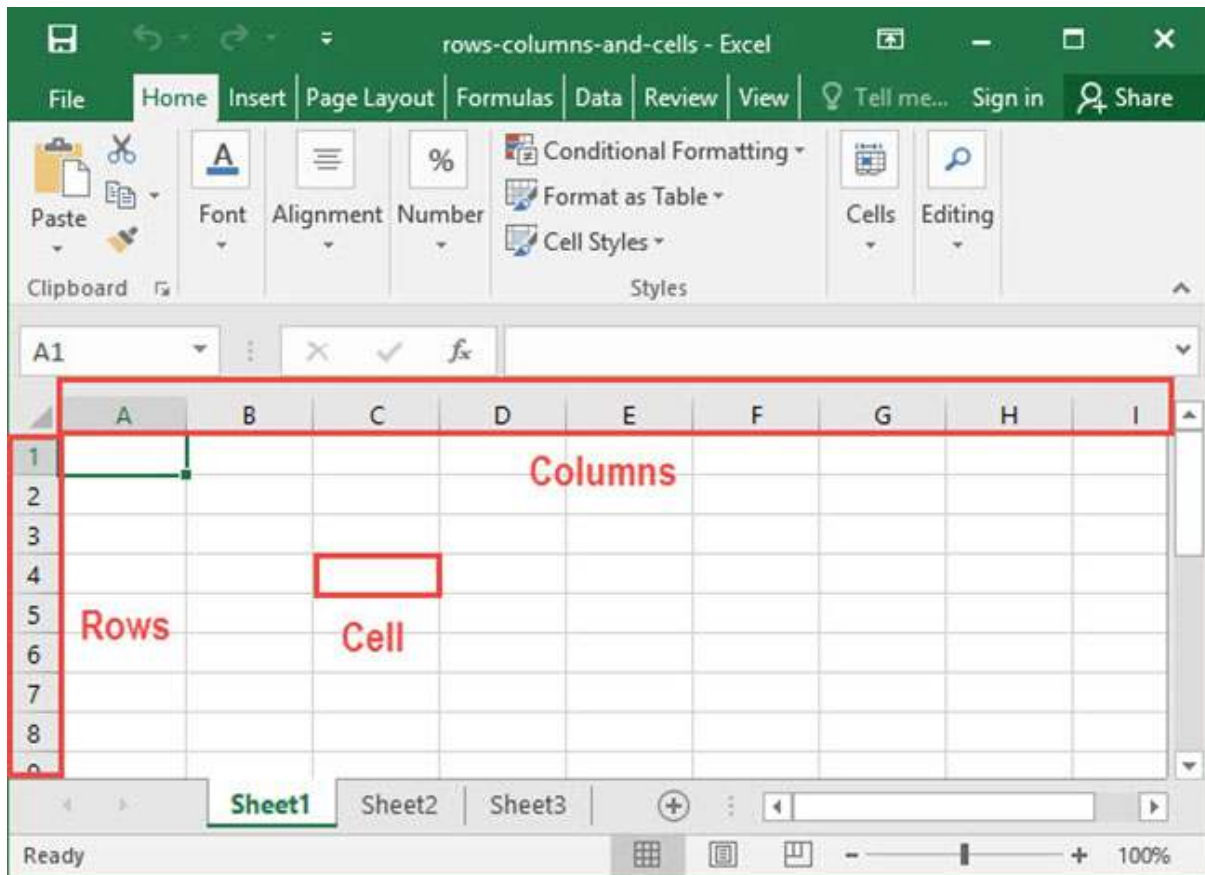 rows-columns-and-cells - Excel
File Home Insert Page Layout Formulas Data Review View Tell me... Sign in Share
Conditional Formatting
Format as Table
Paste Font Alignment Number Cells Editing
Cell Styles
Clipboard Styles
A1 fx
A B C D E F G H I
1
Columns
2
3
4
5
Rows Cell
6
7
8
9
Sheet1 Sheet2 Sheet3
Ready 100%